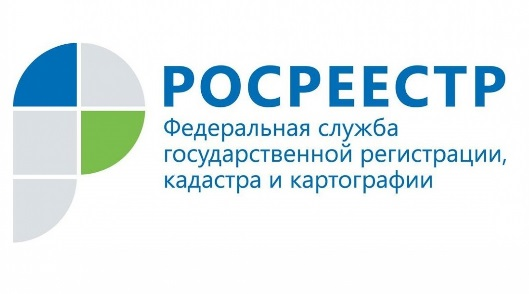 РОСРЕЕСТР
Федеральная служба
государственной регистрации,
кадастра и картографии